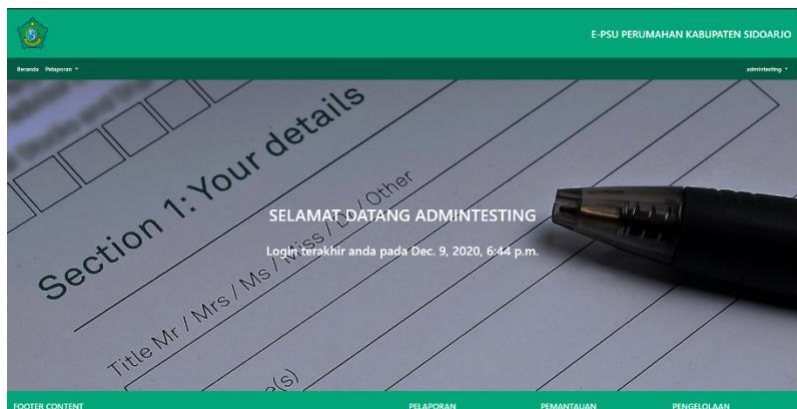 E-PSU PERUMAHAN KABUPATEN SIDOARJO
Beranda Pelaporan
admintesting
Section 1: Your details
Title Mr / Mrs / Ms / Miss / Dr / Other
SELAMAT DATANG ADMINTESTING
Login terakhir anda pada Dec. 9, 2020, 6:44 p.m.
FOOTER CONTENT PELAPORAN PEMANTAUAN PENGELOLAAN